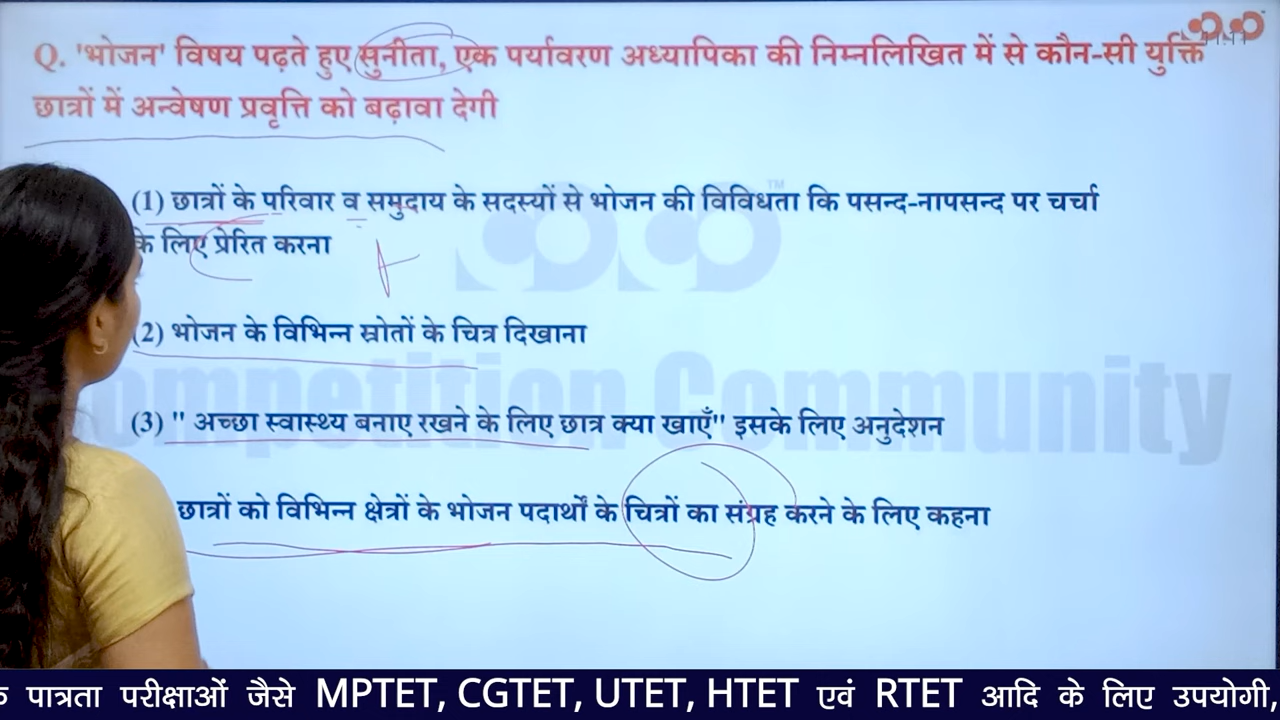 Q. 'भोजन' विषय पढ़ते हुए सुनीता, एक पर्यावरण अध्यापिका की निम्नलिखित में से कौन-सी युक्ति
छात्रों में अन्वेषण प्रवृत्ति को बढ़ावा देगी
(1) छात्रों के परिवार व समुदाय के सदस्यों से भोजन की विविधता कि पसन्द-नापसन्द पर चर्चा
के लिए प्रेरित करना
2) भोजन के विभिन्न स्रोतों के चित्र दिखाना
(3) " अच्छा स्वास्थ्य बनाए रखने के लिए छात्र क्या खाएँ" इसके लिए अनुदेशन
छात्रों को विभिन्न क्षेत्रों के भोजन पदार्थों के चित्रों का संग्रह करने के लिए कहना
ompetition Community
पात्रता परीक्षाओं जैसे MPTET, CGTET, UTET, HTET एवं RTET आदि के लिए उपयोगी,